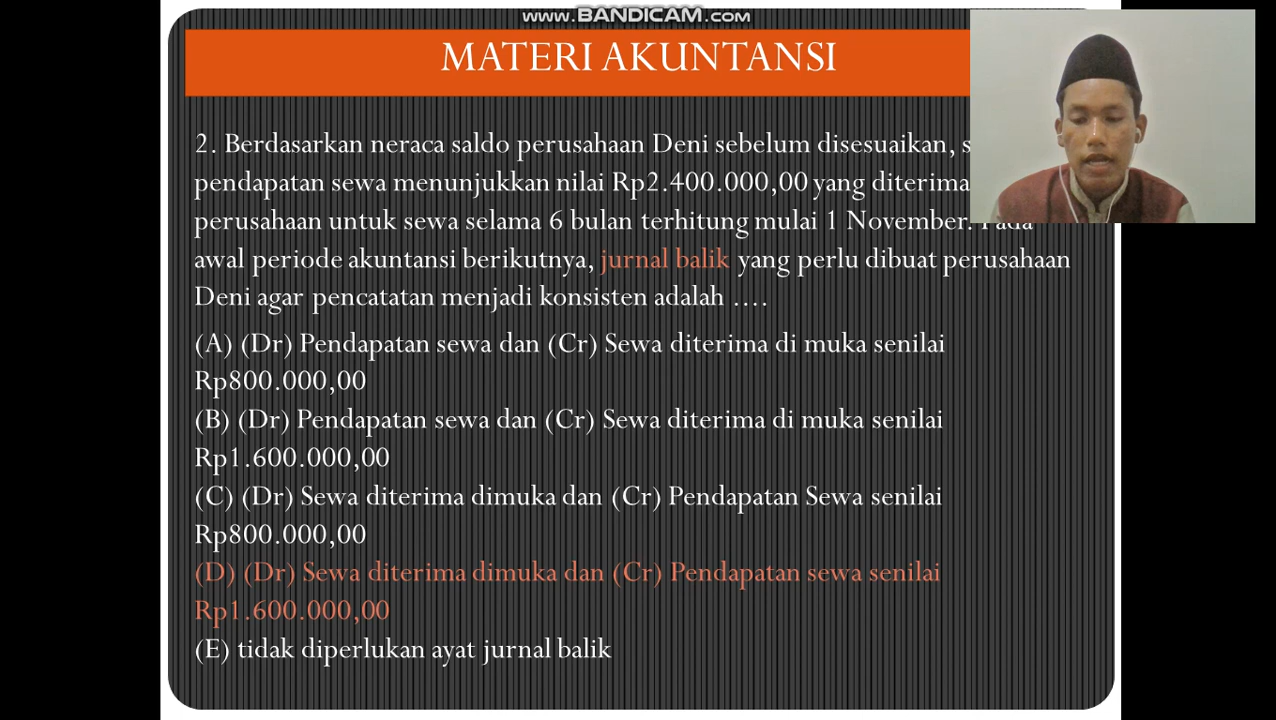 www.BANDICAM.com
MATERI AKUNTANSI
2. Berdasarkan neraca saldo perusahaan Deni sebelum disesuaikan, s
pendapatan sewa menunjukkan nilai Rp2.400.000,00 yang diterima
perusahaan untuk sewa selama 6 bulan terhitung mulai 1 November. Pada
awal periode akuntansi berikutnya, jurnal balik yang perlu dibuat perusahaan
Deni agar pencatatan menjadi konsisten adalah ....
(A) (Dr) Pendapatan sewa dan (Cr) Sewa diterima di muka senilai
Rp800.000,00
(B) (Dr) Pendapatan sewa dan (Cr) Sewa diterima di muka senilai
Rp1.600.000,00
(C) (Dr) Sewa diterima dimuka dan (Cr) Pendapatan Sewa senilai
Rp800.000,00
(D) (Dr) Sewa diterima dimuka dan (Cr) Pendapatan sewa senilai
Rp1.600.000,00
(E) tidak diperlukan ayat jurnal balik